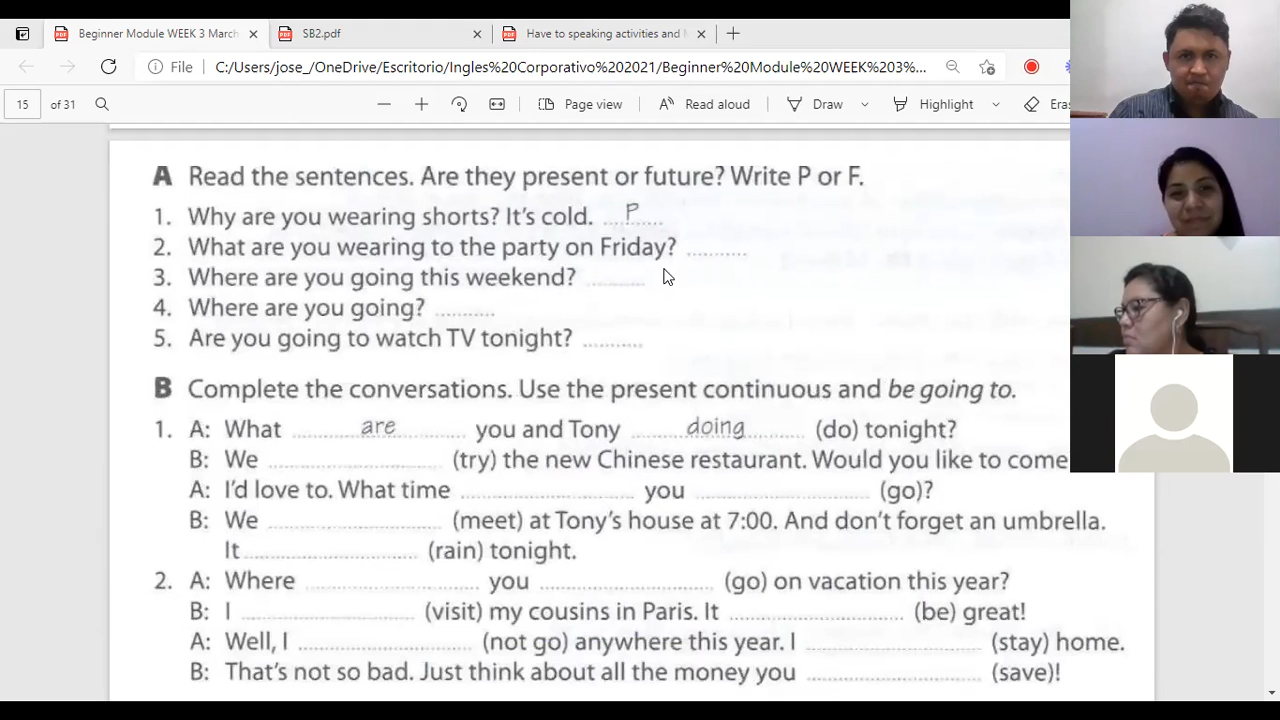 Beginner Module WEEK 3 March
SB2.pdf
Have to speaking activities and
File C:/Users/jose_/OneDrive/Escritorio/Ingles%20Corporativo%202021/Beginner%20Module%20WEEK%203%...
15 of 31 Page view Read aloud Draw Highlight
A Read the sentences. Are they present or future? Write P or F.
1. Why are you wearing shorts? It's cold. P
2. What are you wearing to the party on Friday? ..........
3. Where are you going this weekend? ..........
4. Where are you going? ..........
5. Are you going to watch TV tonight? ..........
B Complete the conversations. Use the present continuous and be going to.
1. A: What are you and Tony doing (do) tonight?
B: We .......... (try) the new Chinese restaurant. Would you like to come
A: I'd love to. What time .......... you .......... (go)?
B: We .......... (meet) at Tony's house at 7:00. And don't forget an umbrella.
It .......... (rain) tonight.
2. A: Where .......... you .......... (go) on vacation this year?
B: I .......... (visit) my cousins in Paris. It .......... (be) great!
A: Well, I .......... (not go) anywhere this year. I .......... (stay) home.
B: That's not so bad. Just think about all the money you .......... (save)!